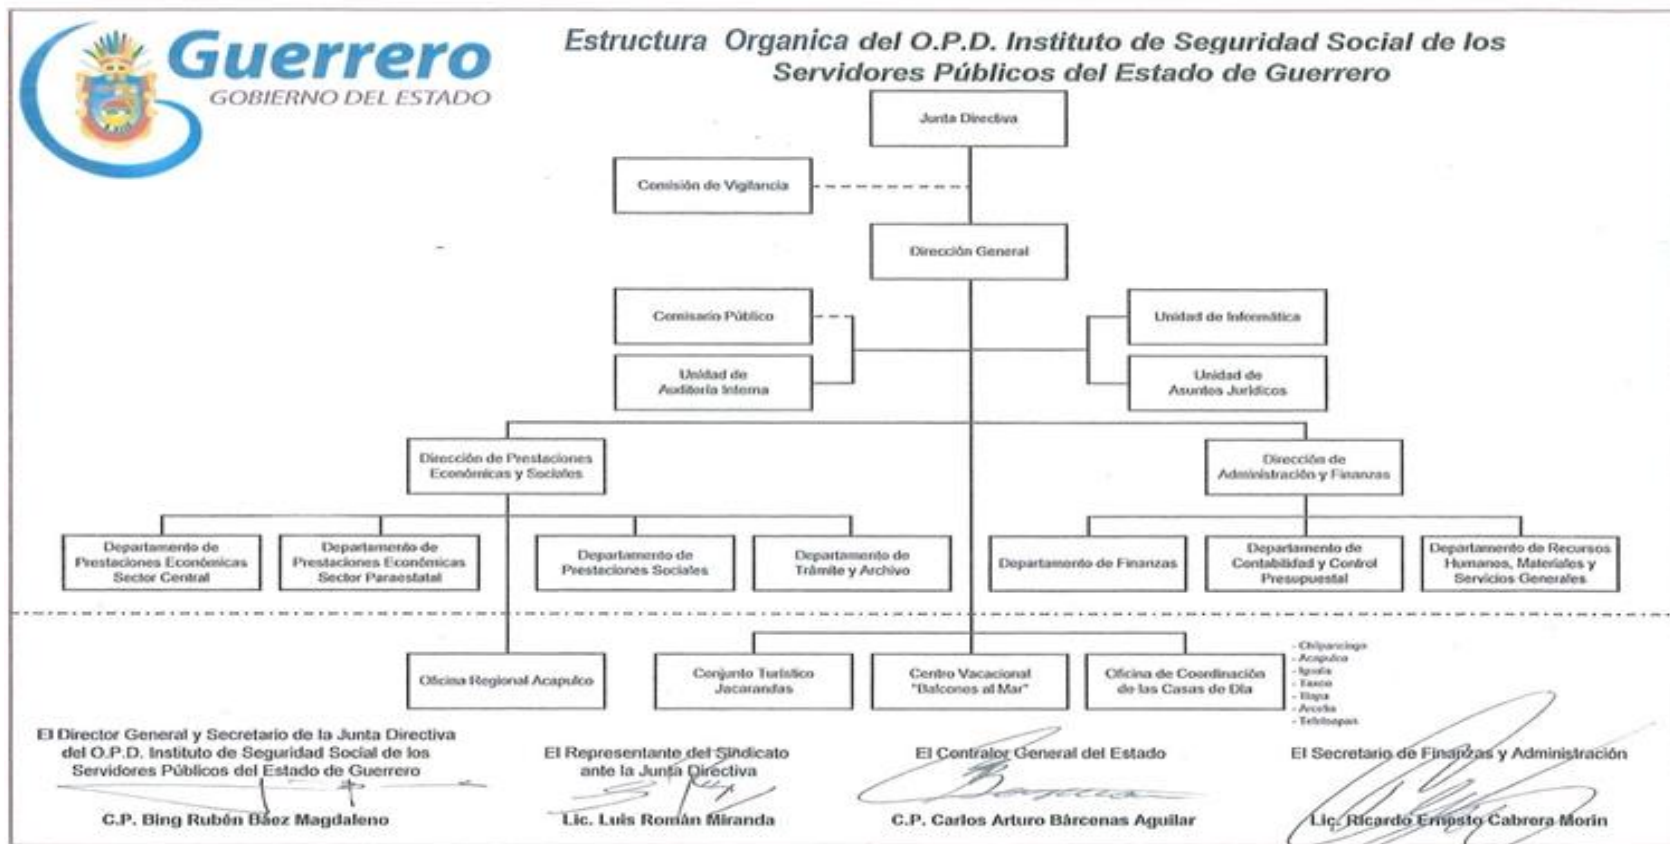 Guerrero
GOBIERNO DEL ESTADO
Estructura Organica del O.P.D. Instituto de Seguridad Social de los
Servidores Públicos del Estado de Guerrero
Junta Directiva
Comisión de Vigilancia
Dirección General
Comisario Público
Unidad de Informática
Unidad de
Auditoría Interna
Unidad de
Asuntos Jurídicos
Dirección de Prestaciones
Económicas y Sociales
Dirección de
Administración y Finanzas
Departamento de
Prestaciones Económicas
Sector Central
Departamento de
Prestaciones Económicas
Sector Paraestatal
Departamento de
Prestaciones Sociales
Departamento de
Trámite y Archivo
Departamento de Finanzas
Departamento de
Contabilidad y Control
Presupuestal
Departamento de Recursos
Humanos, Materiales y
Servicios Generales
Oficina Regional Acapulco
Conjunto Turístico
Jacarandas
Centro Vacacional
"Balcones al Mar"
Oficina de Coordinación
de las Casas de Día
- Chilpancingo
- Acapulco
- Iguala
- Taxco
- Tlapa
- Arcelia
- Teloloapan
El Director General y Secretario de la Junta Directiva
del O.P.D. Instituto de Seguridad Social de los
Servidores Públicos del Estado de Guerrero
C.P. Bing Rubén Báez Magdaleno
El Representante del Sindicato
ante la Junta Directiva
Lic. Luis Román Miranda
El Contralor General del Estado
C.P. Carlos Arturo Bárcenas Aguilar
El Secretario de Finanzas y Administración
Lic. Ricardo Ernesto Cabrera Morin